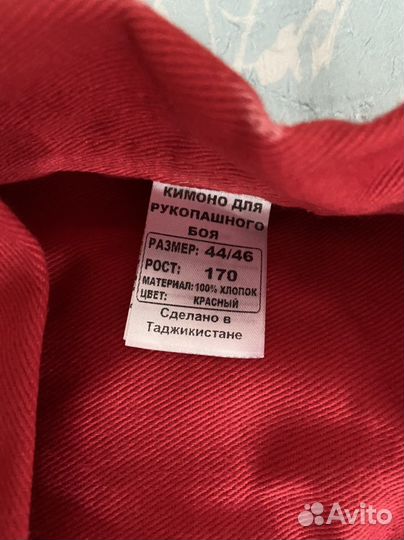 КИМОНО ДЛЯ
РУКОПАШНОГО
БОЯ
РАЗМЕР: 44/46
РОСТ: 170
МАТЕРИАЛ: 100% ХЛОПОК
ЦВЕТ: КРАСНЫЙ
Сделано в
Таджикистане
Avito